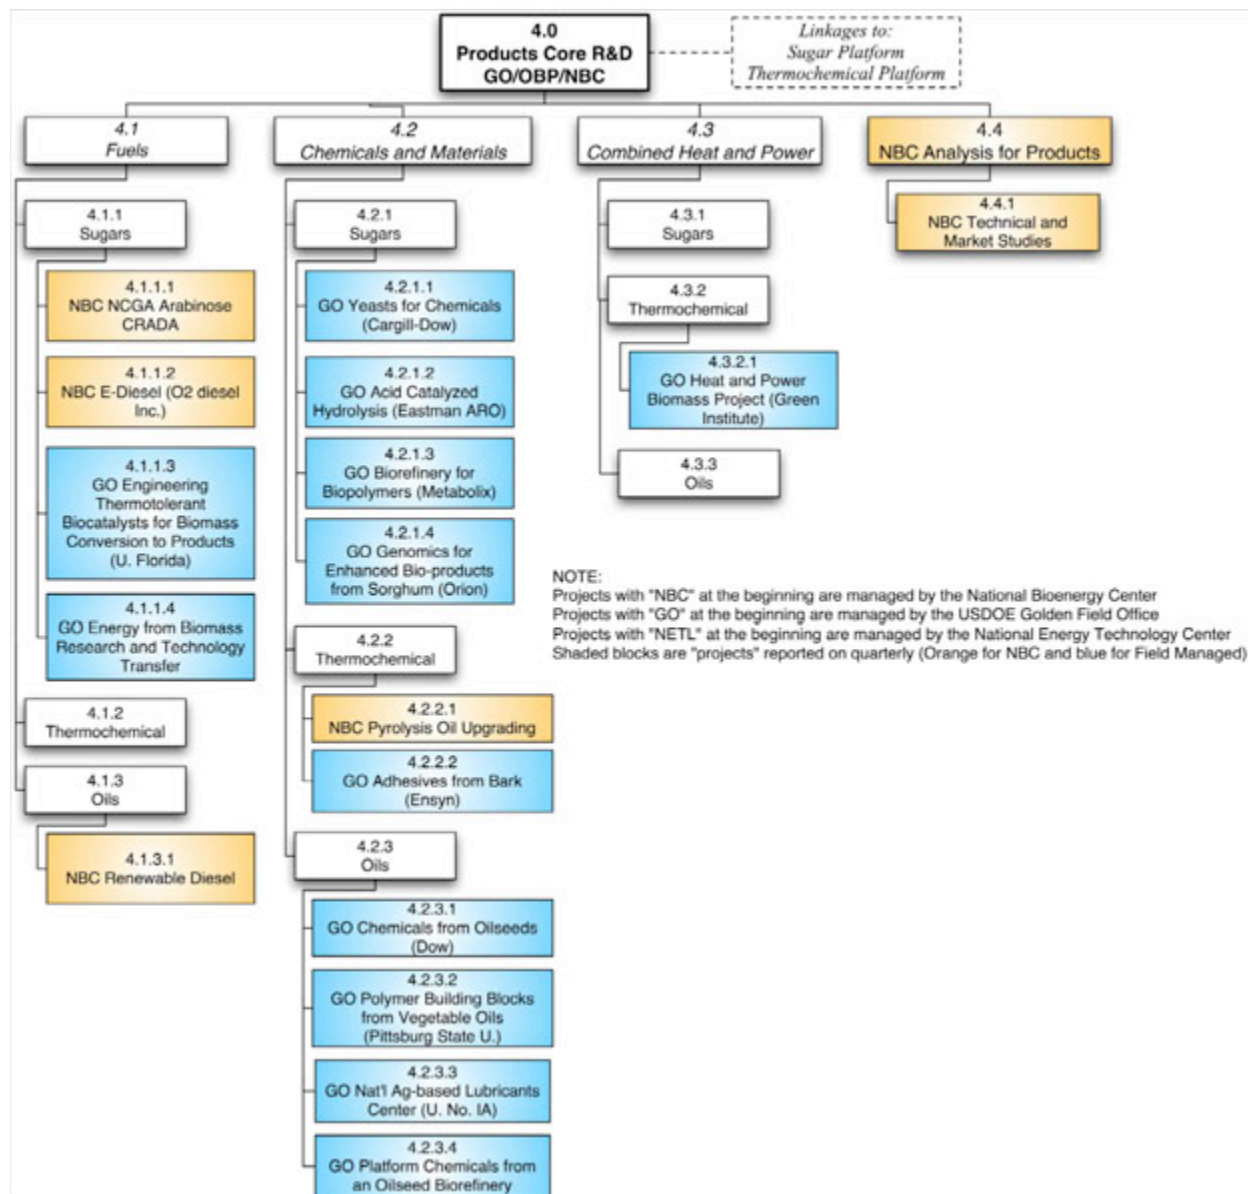 4.0
Products Core R&D
GO/OBP/NBC
Linkages to:
Sugar Platform
Thermochemical Platform
4.1
Fuels
4.1.1
Sugars
4.1.1.1
NBC NCGA Arabinose
CRADA
4.1.1.2
NBC E-Diesel (O2 diesel
Inc.)
4.1.1.3
GO Engineering
Thermotolerant
Biocatalysts for Biomass
Conversion to Products
(U. Florida)
4.1.1.4
GO Energy from Biomass
Research and Technology
Transfer
4.1.2
Thermochemical
4.1.3
Oils
4.1.3.1
NBC Renewable Diesel
4.2
Chemicals and Materials
4.2.1
Sugars
4.2.1.1
GO Yeasts for Chemicals
(Cargill-Dow)
4.2.1.2
GO Acid Catalyzed
Hydrolysis (Eastman ARO)
4.2.1.3
GO Biorefinery for
Biopolymers (Metabolix)
4.2.1.4
GO Genomics for
Enhanced Bio-products
from Sorghum (Orion)
4.2.2
Thermochemical
4.2.2.1
NBC Pyrolysis Oil Upgrading
4.2.2.2
GO Adhesives from Bark
(Ensyn)
4.2.3
Oils
4.2.3.1
GO Chemicals from Oilseeds
(Dow)
4.2.3.2
GO Polymer Building Blocks
from Vegetable Oils
(Pittsburg State U.)
4.2.3.3
GO Nat'l Ag-based Lubricants
Center (U. No. IA)
4.2.3.4
GO Platform Chemicals from
an Oilseed Biorefinery
4.3
Combined Heat and Power
4.3.1
Sugars
4.3.2
Thermochemical
4.3.2.1
GO Heat and Power
Biomass Project (Green
Institute)
4.3.3
Oils
4.4
NBC Analysis for Products
4.4.1
NBC Technical and
Market Studies
NOTE:
Projects with "NBC" at the beginning are managed by the National Bioenergy Center
Projects with "GO" at the beginning are managed by the USDOE Golden Field Office
Projects with "NETL" at the beginning are managed by the National Energy Technology Center
Shaded blocks are "projects" reported on quarterly (Orange for NBC and blue for Field Managed)